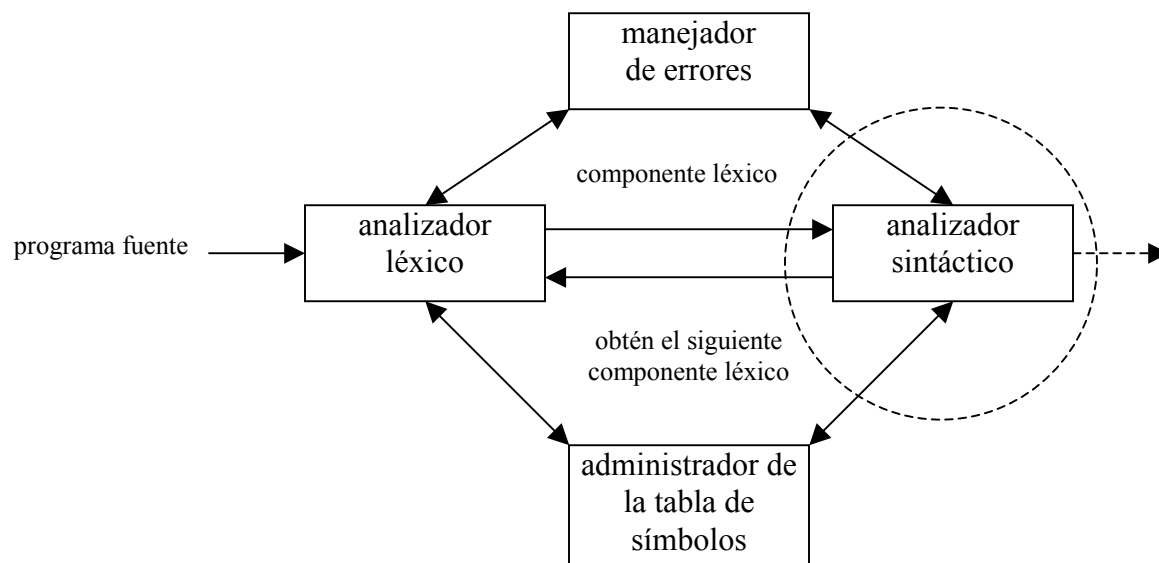 manejador
de errores
componente léxico
programa fuente
analizador
léxico
analizador
sintáctico
obtén el siguiente
componente léxico
administrador de
la tabla de
símbolos